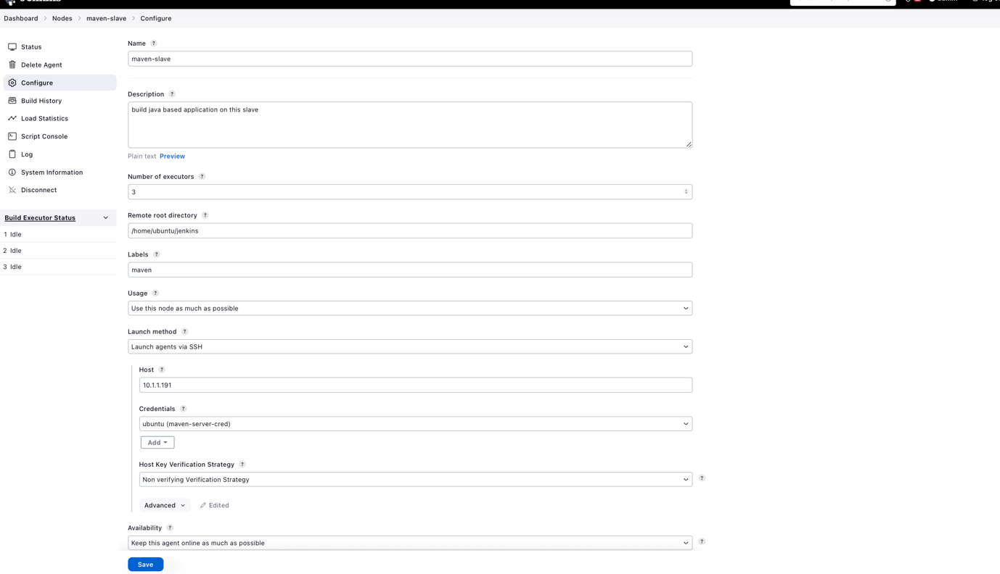 Dashboard > Nodes > maven-slave > Configure
Status
Delete Agent
Configure
Build History
Load Statistics
Script Console
Log
System Information
Disconnect
Build Executor Status
1 Idle
2 Idle
3 Idle
Name ?
maven-slave
Description ?
build java based application on this slave
Plain text Preview
Number of executors ?
3
Remote root directory ?
/home/ubuntu/jenkins
Labels ?
maven
Usage ?
Use this node as much as possible
Launch method ?
Launch agents via SSH
Host ?
10.1.1.191
Credentials ?
ubuntu (maven-server-cred)
Add
Host Key Verification Strategy ?
Non verifying Verification Strategy
?
Advanced
Edited
Availability ?
Keep this agent online as much as possible
?
Save